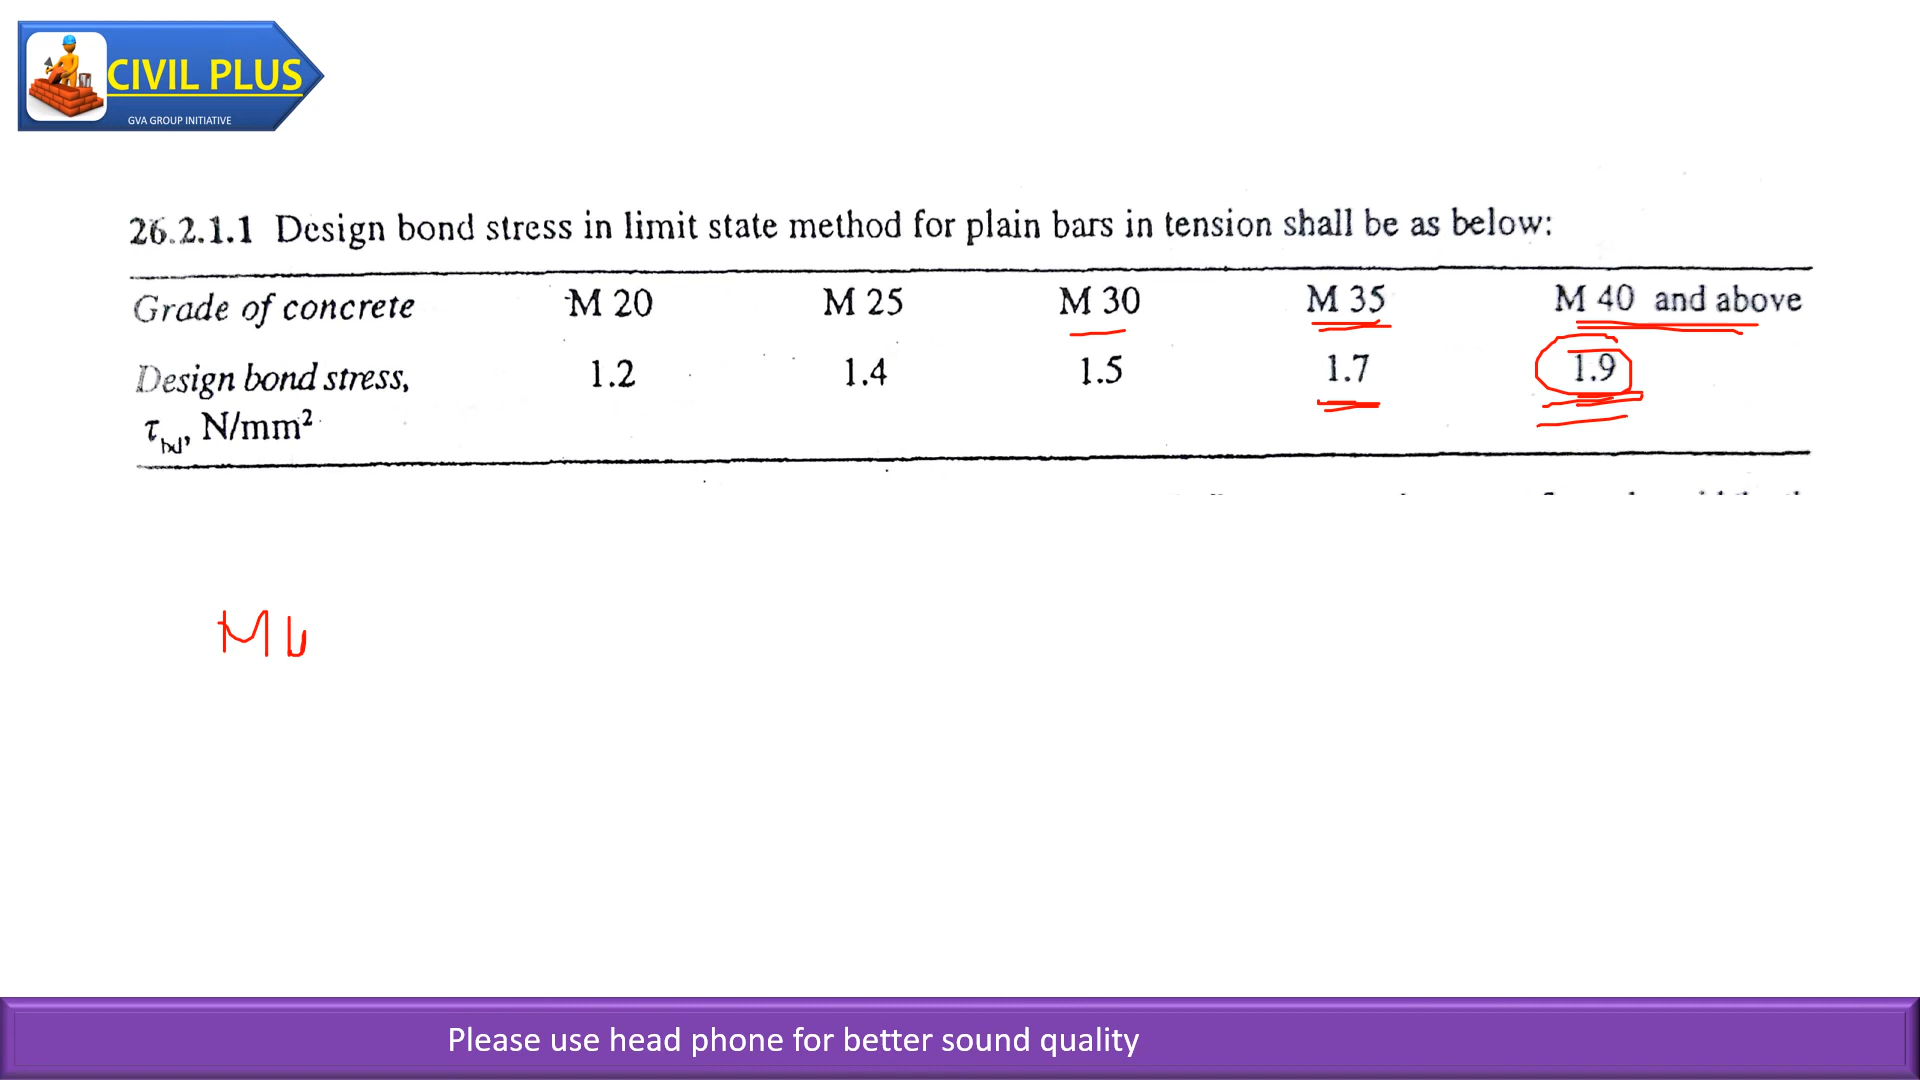 CIVIL PLUS
GVA GROUP INITIATIVE
26.2.1.1 Design bond stress in limit state method for plain bars in tension shall be as below:
Grade of concrete M 20 M 25 M 30 M 35 M 40 and above
Design bond stress, 1.2 1.4 1.5 1.7 1.9
τbd, N/mm²
M
Please use head phone for better sound quality